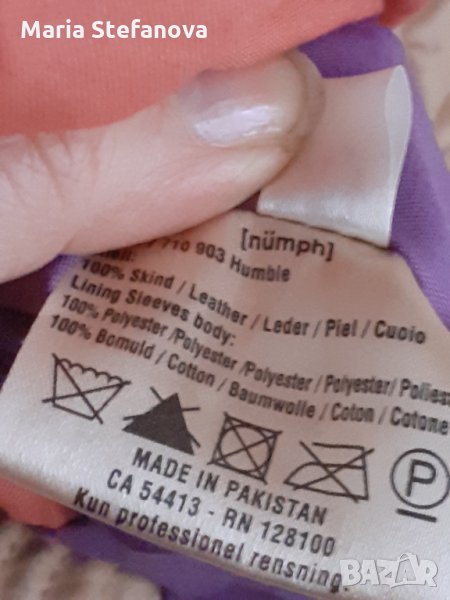 Maria Stefanova
[nümph]
710 903 Humble
100% Skind / Leather / Leder / Piel / Cuoio
Lining Sleeves body:
100% Polyester /Polyester /Polyester / Polyester/
100% Bomuld / Cotton / Baumwolle / Coton / Cotone
P
MADE IN PAKISTAN
CA 54413 - RN 128100
Kun professionel rensning.
BAZAR